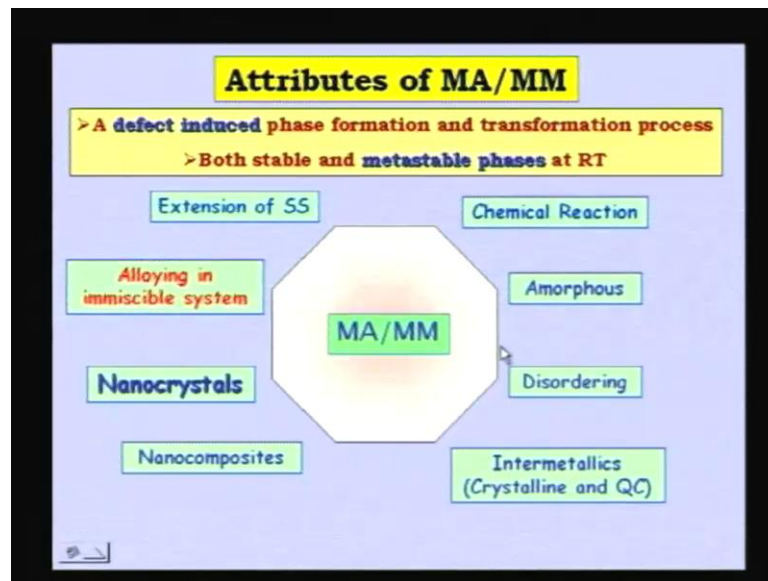 Attributes of MA/MM
➢A defect induced phase formation and transformation process
➢Both stable and metastable phases at RT
Extension of SS
Chemical Reaction
Alloying in
immiscible system
Amorphous
MA/MM
Nanocrystals
Disordering
Nanocomposites
Intermetallics
(Crystalline and QC)